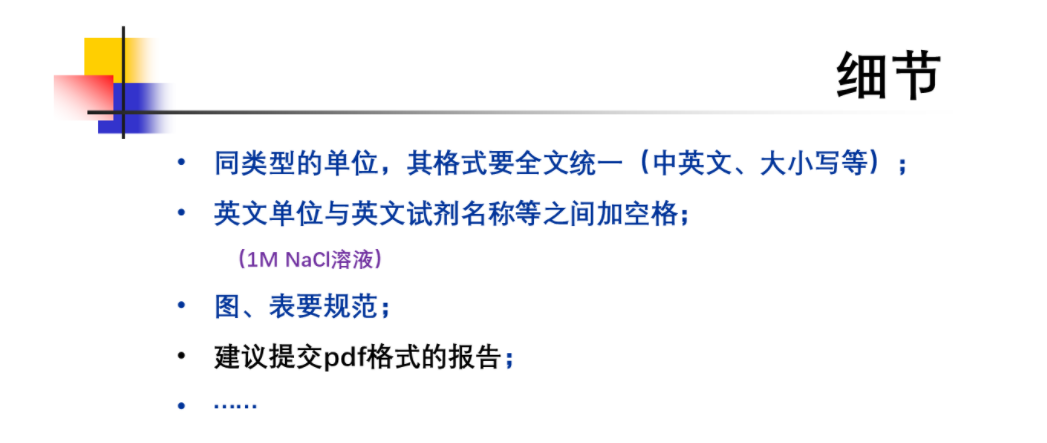 细节
• 同类型的单位，其格式要全文统一（中英文、大小写等）；
• 英文单位与英文试剂名称等之间加空格；
（1M NaCl溶液）
• 图、表要规范；
• 建议提交pdf格式的报告；
• ……